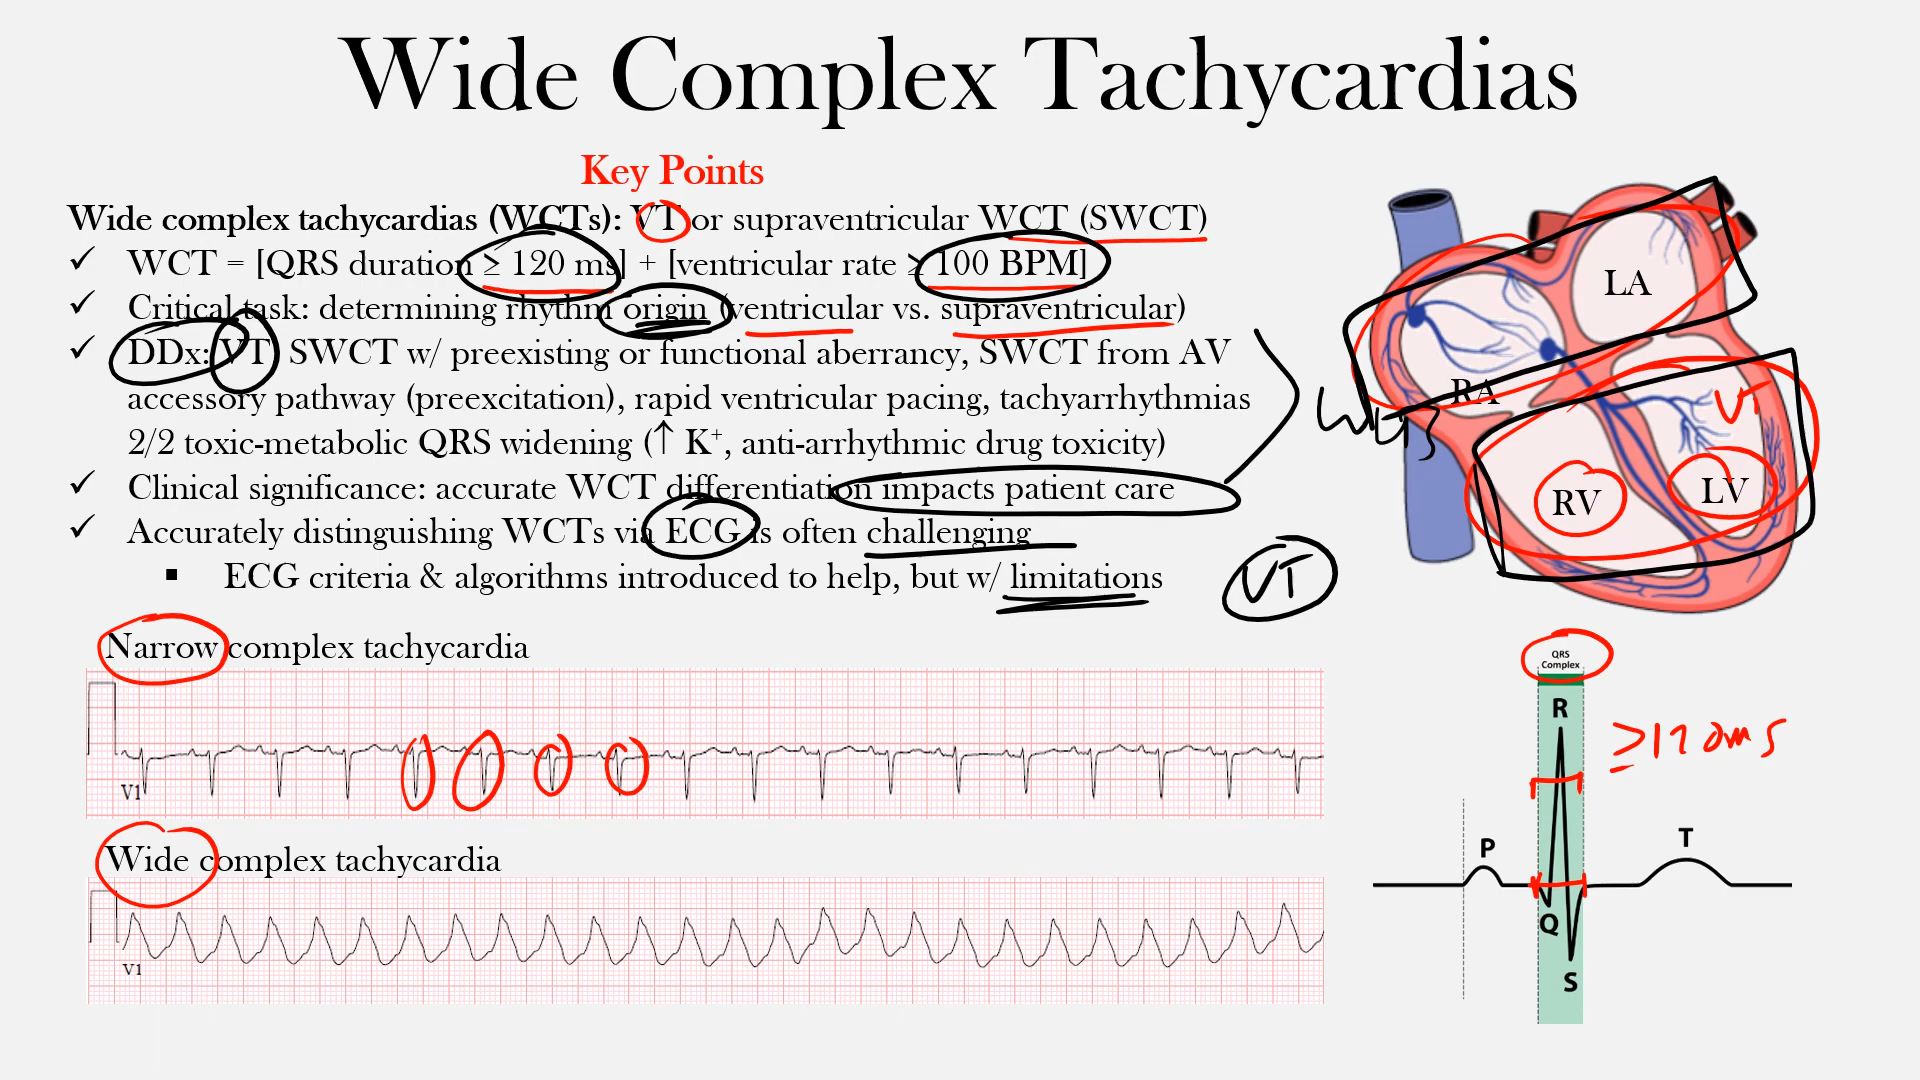 Wide Complex Tachycardias
Key Points
Wide complex tachycardias (WCTs): VT or supraventricular WCT (SWCT)
✓ WCT = [QRS duration ≥ 120 ms] + [ventricular rate ≥ 100 BPM]
✓ Critical task: determining rhythm origin (ventricular vs. supraventricular)
✓ DDx: VT, SWCT w/ preexisting or functional aberrancy, SWCT from AV
accessory pathway (preexcitation), rapid ventricular pacing, tachyarrhythmias
2/2 toxic-metabolic QRS widening (↑ K⁺, anti-arrhythmic drug toxicity)
✓ Clinical significance: accurate WCT differentiation impacts patient care
✓ Accurately distinguishing WCTs via ECG is often challenging
▪ ECG criteria & algorithms introduced to help, but w/ limitations
VT
LA
RA
VT
RV
LV
Narrow complex tachycardia
V1
Wide complex tachycardia
V1
QRS
Complex
R
≥120ms
P
T
Q
S